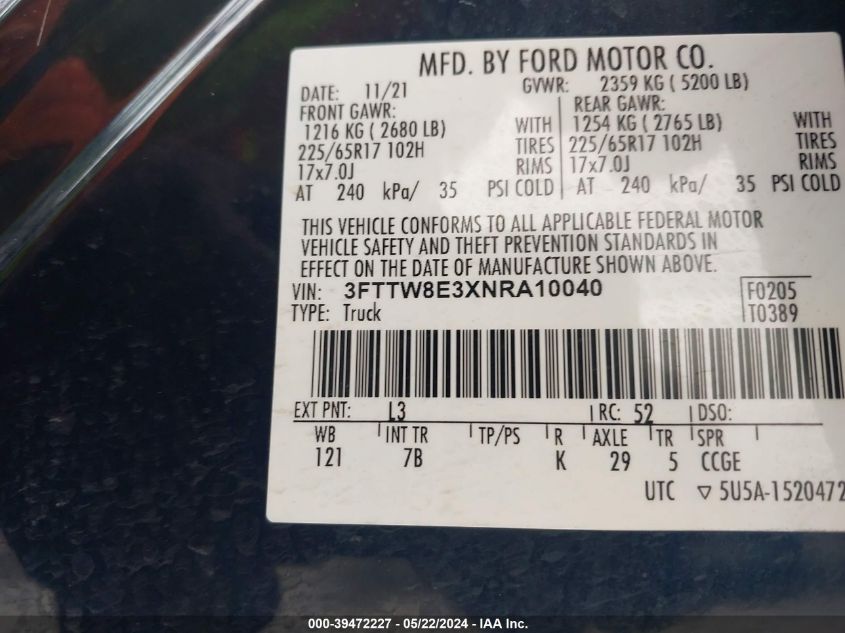 MFD. BY FORD MOTOR CO.
DATE: 11/21 GVWR: 2359 KG ( 5200 LB)
FRONT GAWR: REAR GAWR:
1216 KG ( 2680 LB) WITH 1254 KG ( 2765 LB) WITH
225/65R17 102H TIRES 225/65R17 102H TIRES
17x7.0J RIMS 17x7.0J RIMS
AT 240 kPa/ 35 PSI COLD AT 240 kPa/ 35 PSI COLD
THIS VEHICLE CONFORMS TO ALL APPLICABLE FEDERAL MOTOR
VEHICLE SAFETY AND THEFT PREVENTION STANDARDS IN
EFFECT ON THE DATE OF MANUFACTURE SHOWN ABOVE.
VIN: 3FTTW8E3XNRA10040 F0205
TYPE: Truck T0389
EXT PNT: L3 RC: 52 DSO:
WB INT TR TP/PS R AXLE TR SPR
121 7B K 29 5 CCGE
UTC ▽ 5U5A-1520472
000-39472227 - 05/22/2024 - IAA Inc.